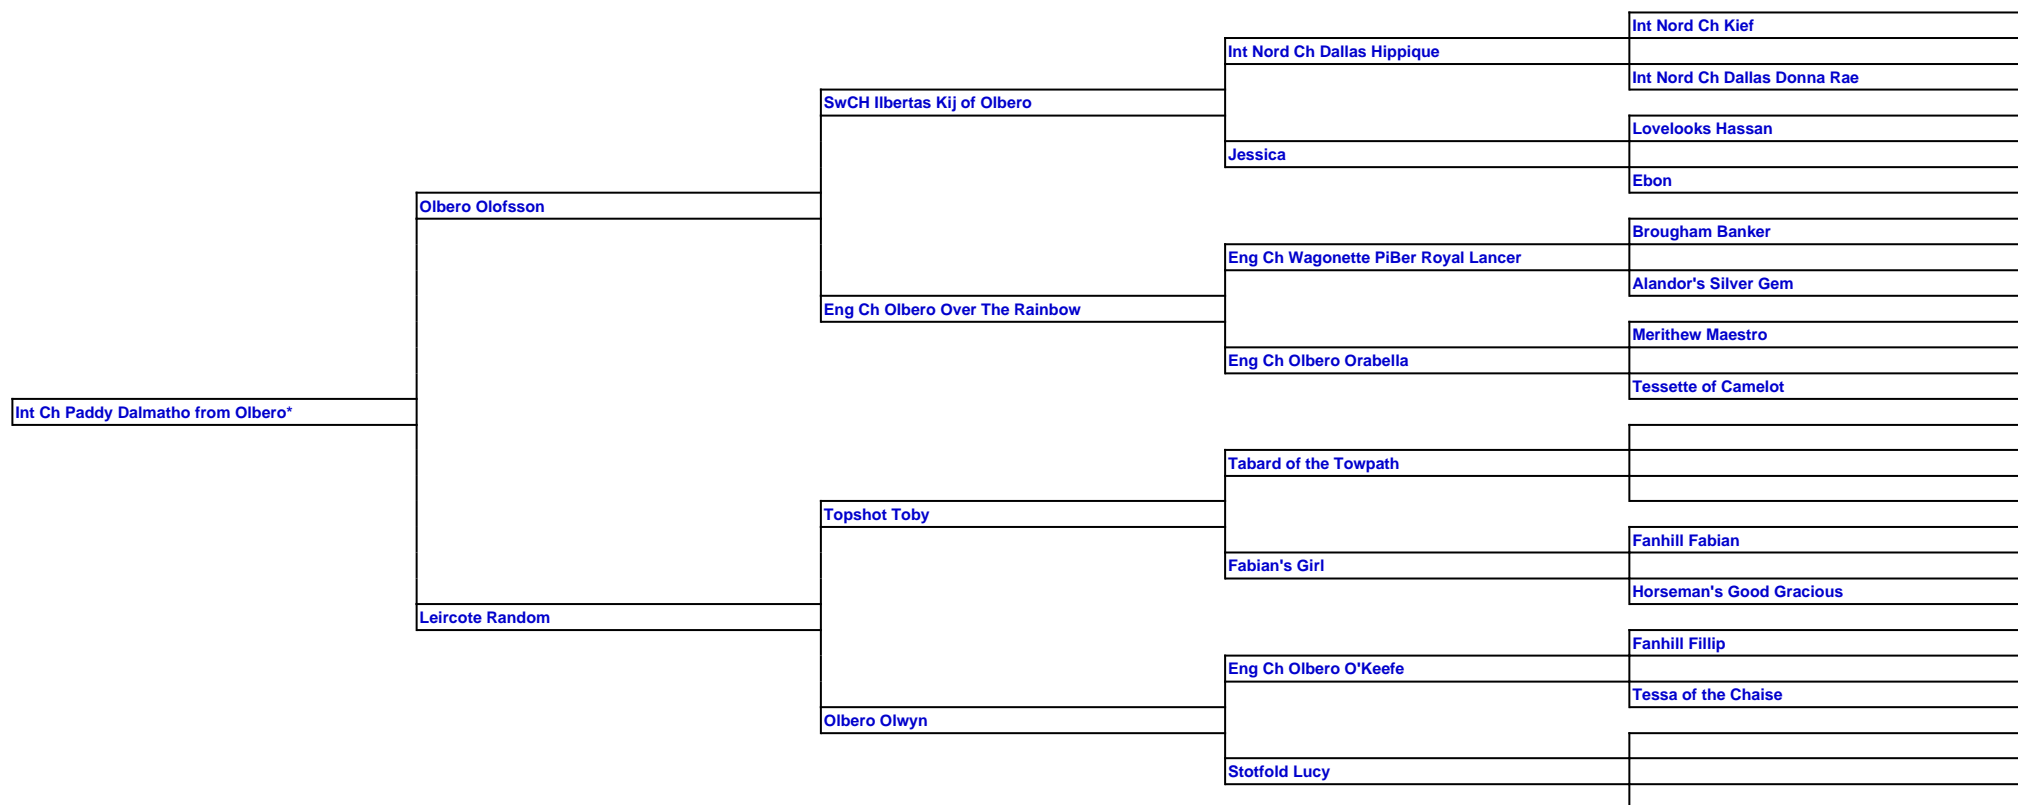 Int Nord Ch Kief
Int Nord Ch Dallas Hippique
Int Nord Ch Dallas Donna Rae
SwCH Ilbertas Kij of Olbero
Lovelooks Hassan
Jessica
Ebon
Olbero Olofsson
Brougham Banker
Eng Ch Wagonette PiBer Royal Lancer
Alandor's Silver Gem
Eng Ch Olbero Over The Rainbow
Merithew Maestro
Eng Ch Olbero Orabella
Tessette of Camelot
Int Ch Paddy Dalmatho from Olbero*
Tabard of the Towpath
Topshot Toby
Fanhill Fabian
Fabian's Girl
Horseman's Good Gracious
Leircote Random
Fanhill Fillip
Eng Ch Olbero O'Keefe
Tessa of the Chaise
Olbero Olwyn
Stotfold Lucy